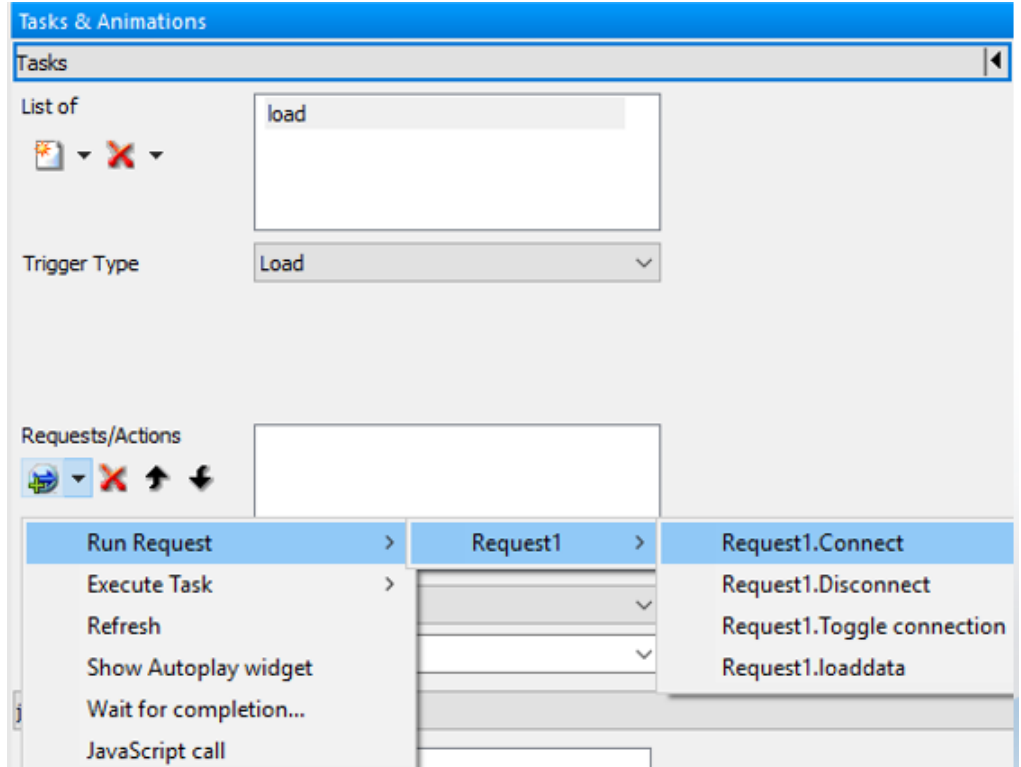 Tasks & Animations
Tasks
List of
load
Trigger Type
Load
Requests/Actions
Run Request
Request1
Request1.Connect
Execute Task
Request1.Disconnect
Refresh
Request1.Toggle connection
Show Autoplay widget
Request1.loaddata
Wait for completion...
JavaScript call